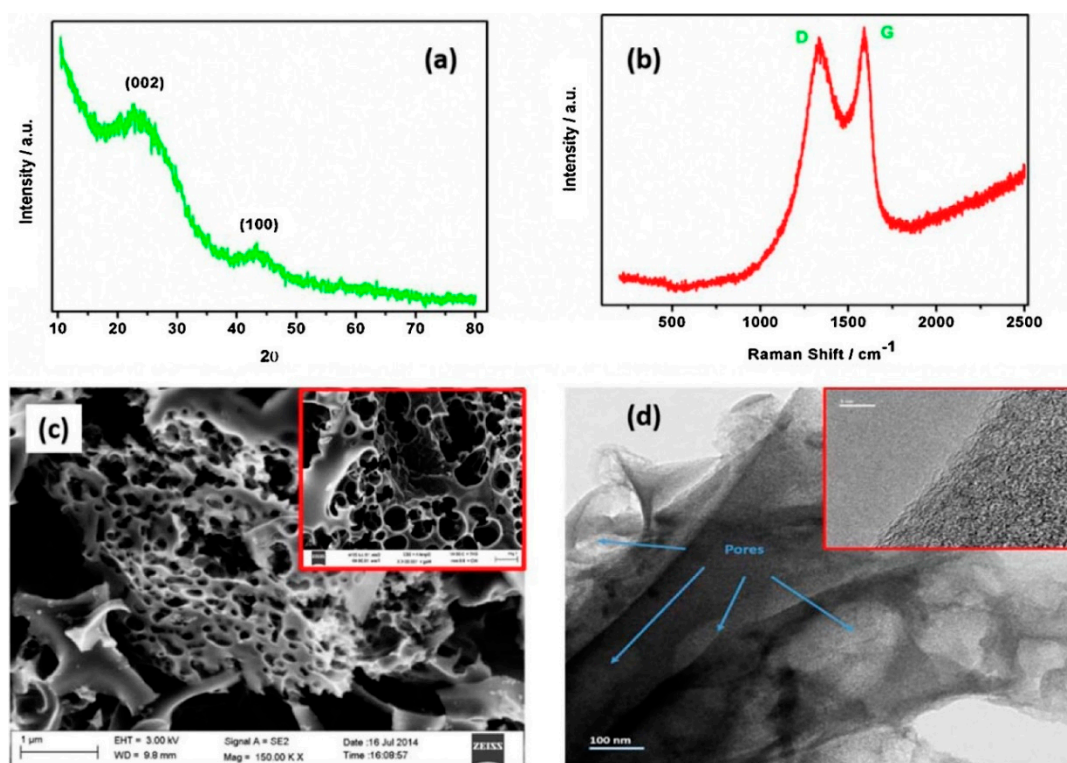 (a)
(002)
(100)
Intensity / a.u.
10 20 30 40 50 60 70 80
2θ
(b)
D G
Intensity / a.u.
500 1000 1500 2000 2500
Raman Shift / cm-1
(c)
1 µm
EHT = 3.00 kV Signal A = SE2 Date :16 Jul 2014
WD = 9.8 mm Mag = 150.00 K X Time :16:08:57
ZEISS
(d)
Pores
100 nm